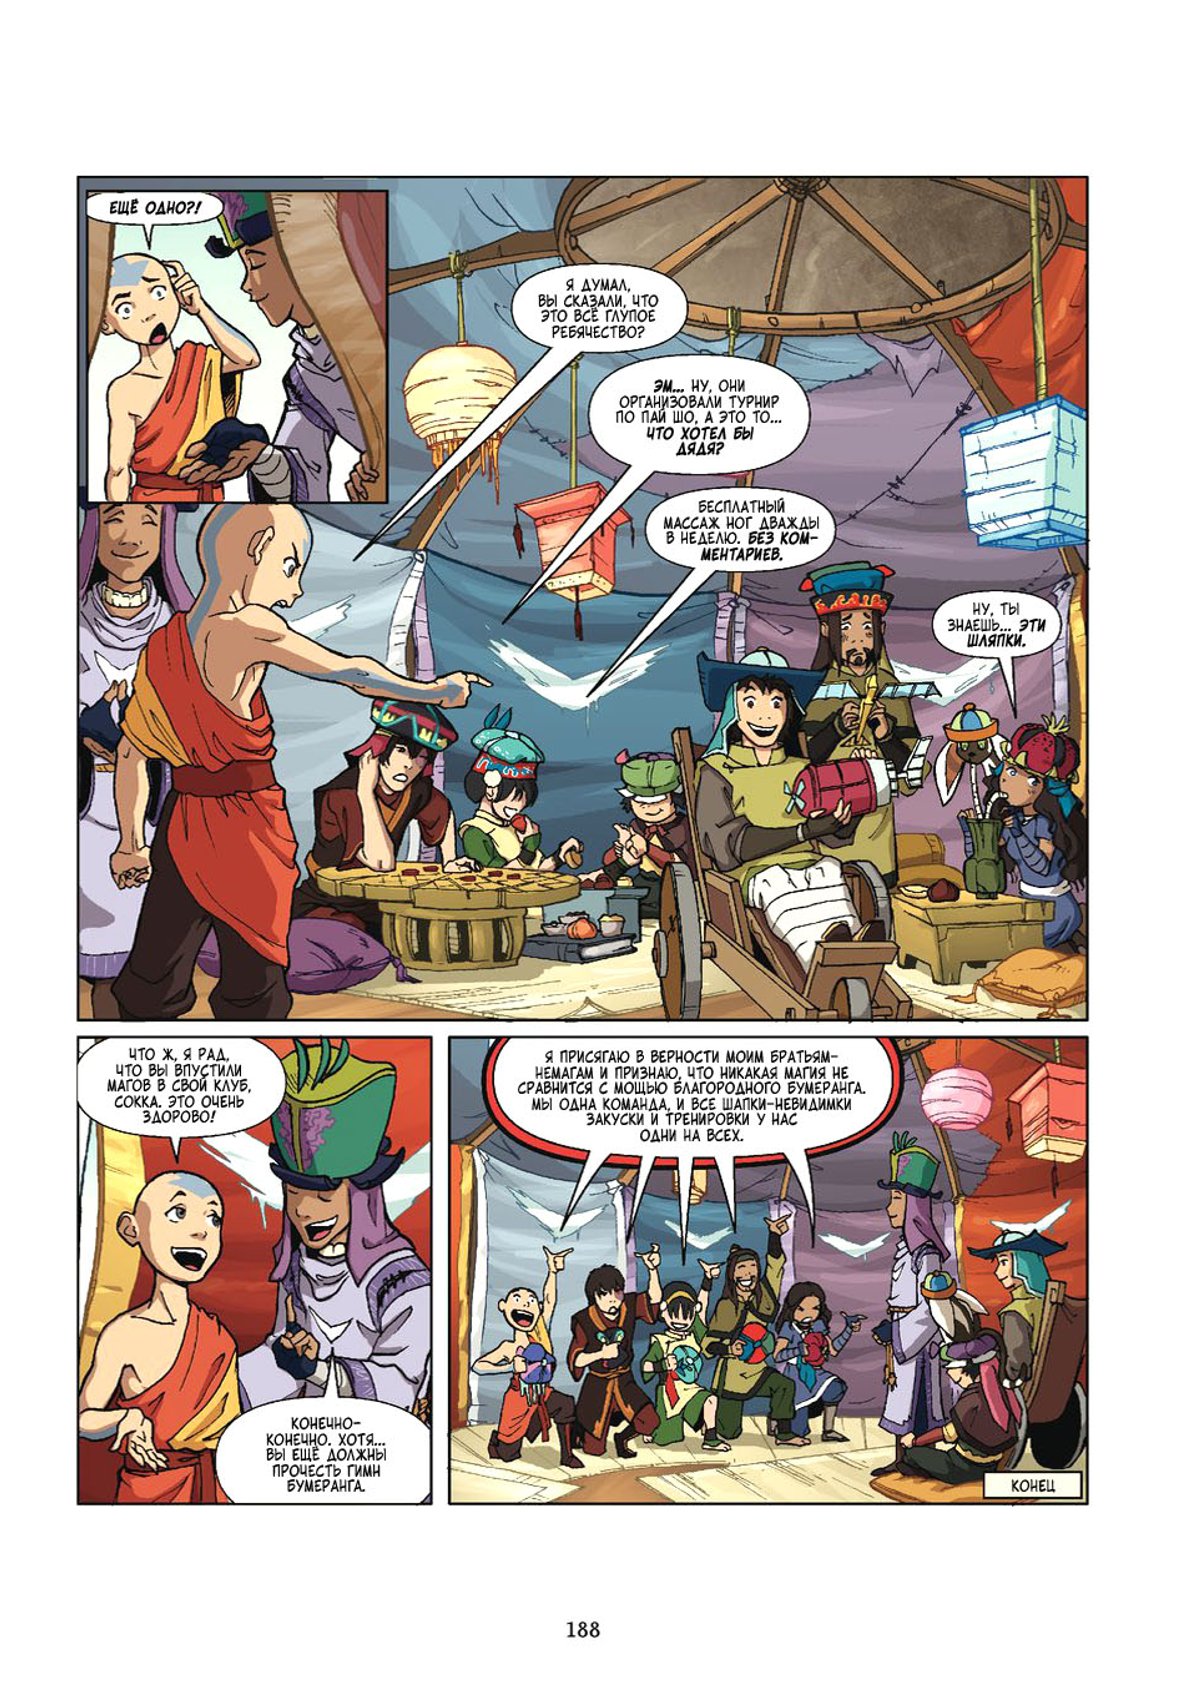 ЕЩЁ ОДНО?!
Я ДУМАЛ,
ВЫ СКАЗАЛИ, ЧТО
ЭТО ВСЁ ГЛУПОЕ
РЕБЯЧЕСТВО?
ЭМ... НУ, ОНИ
ОРГАНИЗОВАЛИ ТУРНИР
ПО ПАЙ ШО, А ЭТО ТО...
ЧТО ХОТЕЛ БЫ
ДЯДЯ?
БЕСПЛАТНЫЙ
МАССАЖ НОГ ДВАЖДЫ
В НЕДЕЛЮ. БЕЗ КОМ-
МЕНТАРИЕВ.
НУ, ТЫ
ЗНАЕШЬ... ЭТИ
ШЛЯПКИ.
ЧТО Ж, Я РАД,
ЧТО ВЫ ВПУСТИЛИ
МАГОВ В СВОЙ КЛУБ,
СОККА. ЭТО ОЧЕНЬ
ЗДОРОВО!
КОНЕЧНО-
КОНЕЧНО. ХОТЯ...
ВЫ ЕЩЁ ДОЛЖНЫ
ПРОЧЕСТЬ ГИМН
БУМЕРАНГА.
Я ПРИСЯГАЮ В ВЕРНОСТИ МОИМ БРАТЬЯМ-
НЕМАГАМ И ПРИЗНАЮ, ЧТО НИКАКАЯ МАГИЯ НЕ
СРАВНИТСЯ С МОЩЬЮ БЛАГОРОДНОГО БУМЕРАНГА.
МЫ ОДНА КОМАНДА, И ВСЕ ШАПКИ-НЕВИДИМКИ
ЗАКУСКИ И ТРЕНИРОВКИ У НАС
ОДНИ НА ВСЕХ.
КОНЕЦ
188